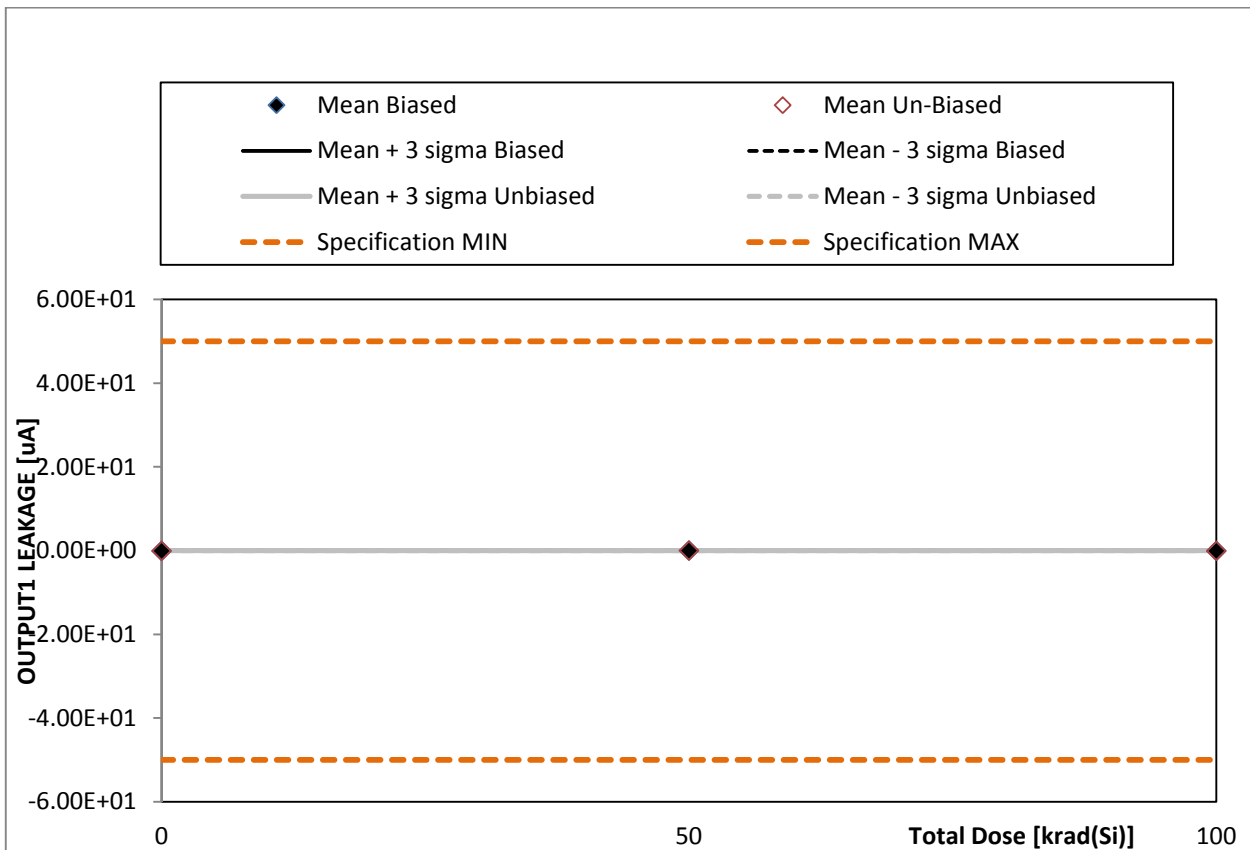 Mean Biased Mean Un-Biased
Mean + 3 sigma Biased Mean - 3 sigma Biased
Mean + 3 sigma Unbiased Mean - 3 sigma Unbiased
Specification MIN Specification MAX
6.00E+01
4.00E+01
2.00E+01
0.00E+00
-2.00E+01
-4.00E+01
-6.00E+01
OUTPUT1 LEAKAGE [uA]
0 50 Total Dose [krad(Si)] 100